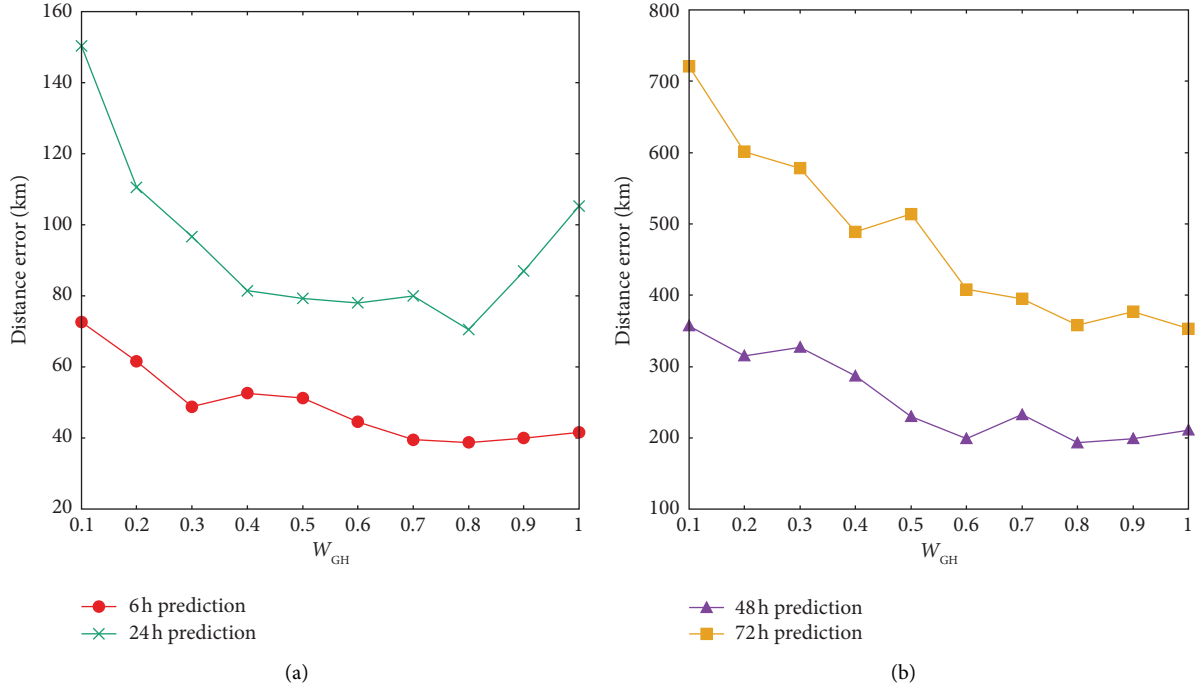 160
140
120
100
80
60
40
20
Distance error (km)
0.1 0.2 0.3 0.4 0.5 0.6 0.7 0.8 0.9 1
W_GH
6 h prediction
24 h prediction
(a)
800
700
600
500
400
300
200
100
Distance error (km)
0.1 0.2 0.3 0.4 0.5 0.6 0.7 0.8 0.9 1
W_GH
48 h prediction
72 h prediction
(b)